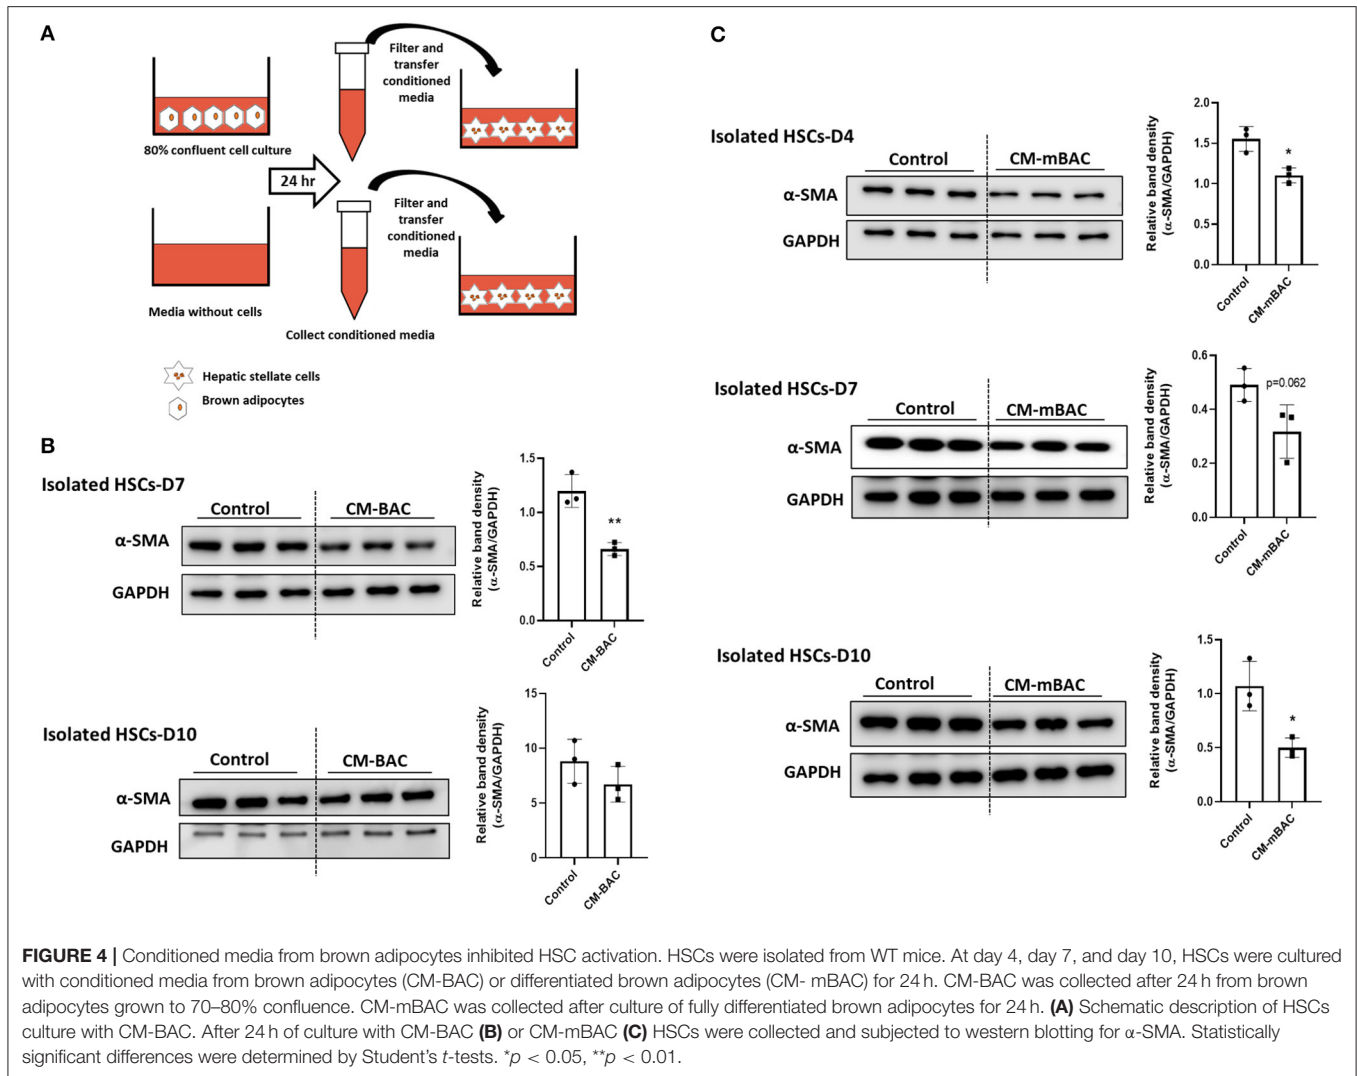 A
Filter and
transfer
conditioned
media
80% confluent cell culture
24 hr
Filter and
transfer
conditioned
media
Media without cells
Collect conditioned media
Hepatic stellate cells
Brown adipocytes
B
Isolated HSCs-D7
Control CM-BAC
α-SMA
GAPDH
Relative band density
(α-SMA/GAPDH)
1.5
1.0
0.5
0.0
**
Control
CM-BAC
Isolated HSCs-D10
Control CM-BAC
α-SMA
GAPDH
Relative band density
(α-SMA/GAPDH)
15
10
5
0
Control
CM-BAC
C
Isolated HSCs-D4
Control CM-mBAC
α-SMA
GAPDH
Relative band density
(α-SMA/GAPDH)
2.0
1.5
1.0
0.5
0.0
*
Control
CM-mBAC
Isolated HSCs-D7
Control CM-mBAC
α-SMA
GAPDH
Relative band density
(α-SMA/GAPDH)
0.6
0.4
0.2
0.0
p=0.062
Control
CM-mBAC
Isolated HSCs-D10
Control CM-mBAC
α-SMA
GAPDH
Relative band density
(α-SMA/GAPDH)
1.5
1.0
0.5
0.0
*
Control
CM-mBAC
FIGURE 4 | Conditioned media from brown adipocytes inhibited HSC activation. HSCs were isolated from WT mice. At day 4, day 7, and day 10, HSCs were cultured
with conditioned media from brown adipocytes (CM-BAC) or differentiated brown adipocytes (CM- mBAC) for 24 h. CM-BAC was collected after 24 h from brown
adipocytes grown to 70–80% confluence. CM-mBAC was collected after culture of fully differentiated brown adipocytes for 24 h. (A) Schematic description of HSCs
culture with CM-BAC. After 24 h of culture with CM-BAC (B) or CM-mBAC (C) HSCs were collected and subjected to western blotting for α-SMA. Statistically
significant differences were determined by Student's t-tests. *p < 0.05, **p < 0.01.